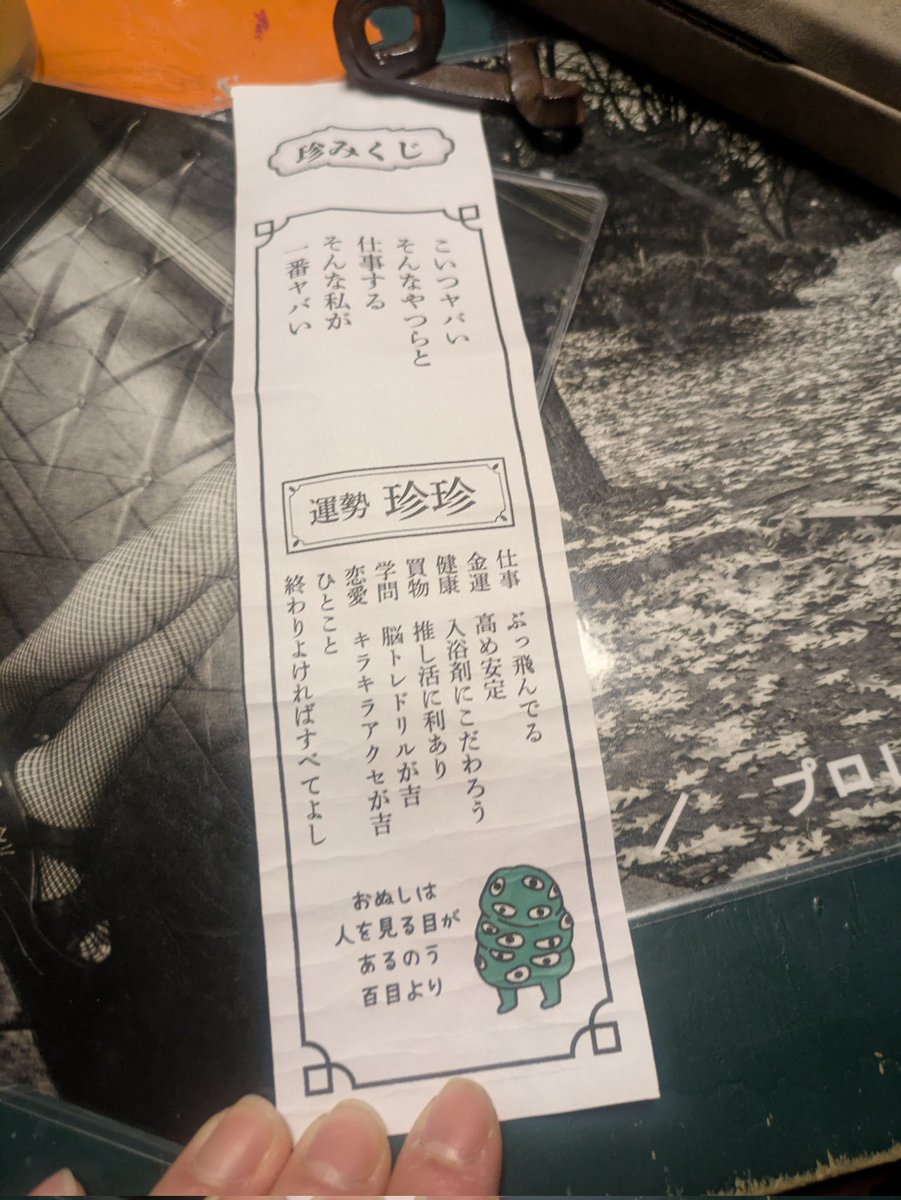 珍みくじ
こいつヤバい
そんなやつらと
仕事する
そんな私が
一番ヤバい
運勢 珍珍
仕事 ぶっ飛んでる
金運 高め安定
健康 入浴剤にこだわろう
買物 推し活に利あり
学問 脳トレドリルが吉
恋愛 キラキラアクセが吉
ひとこと
終わりよければすべてよし
おぬしは
人を見る目が
あるのう
百目より
プロレ